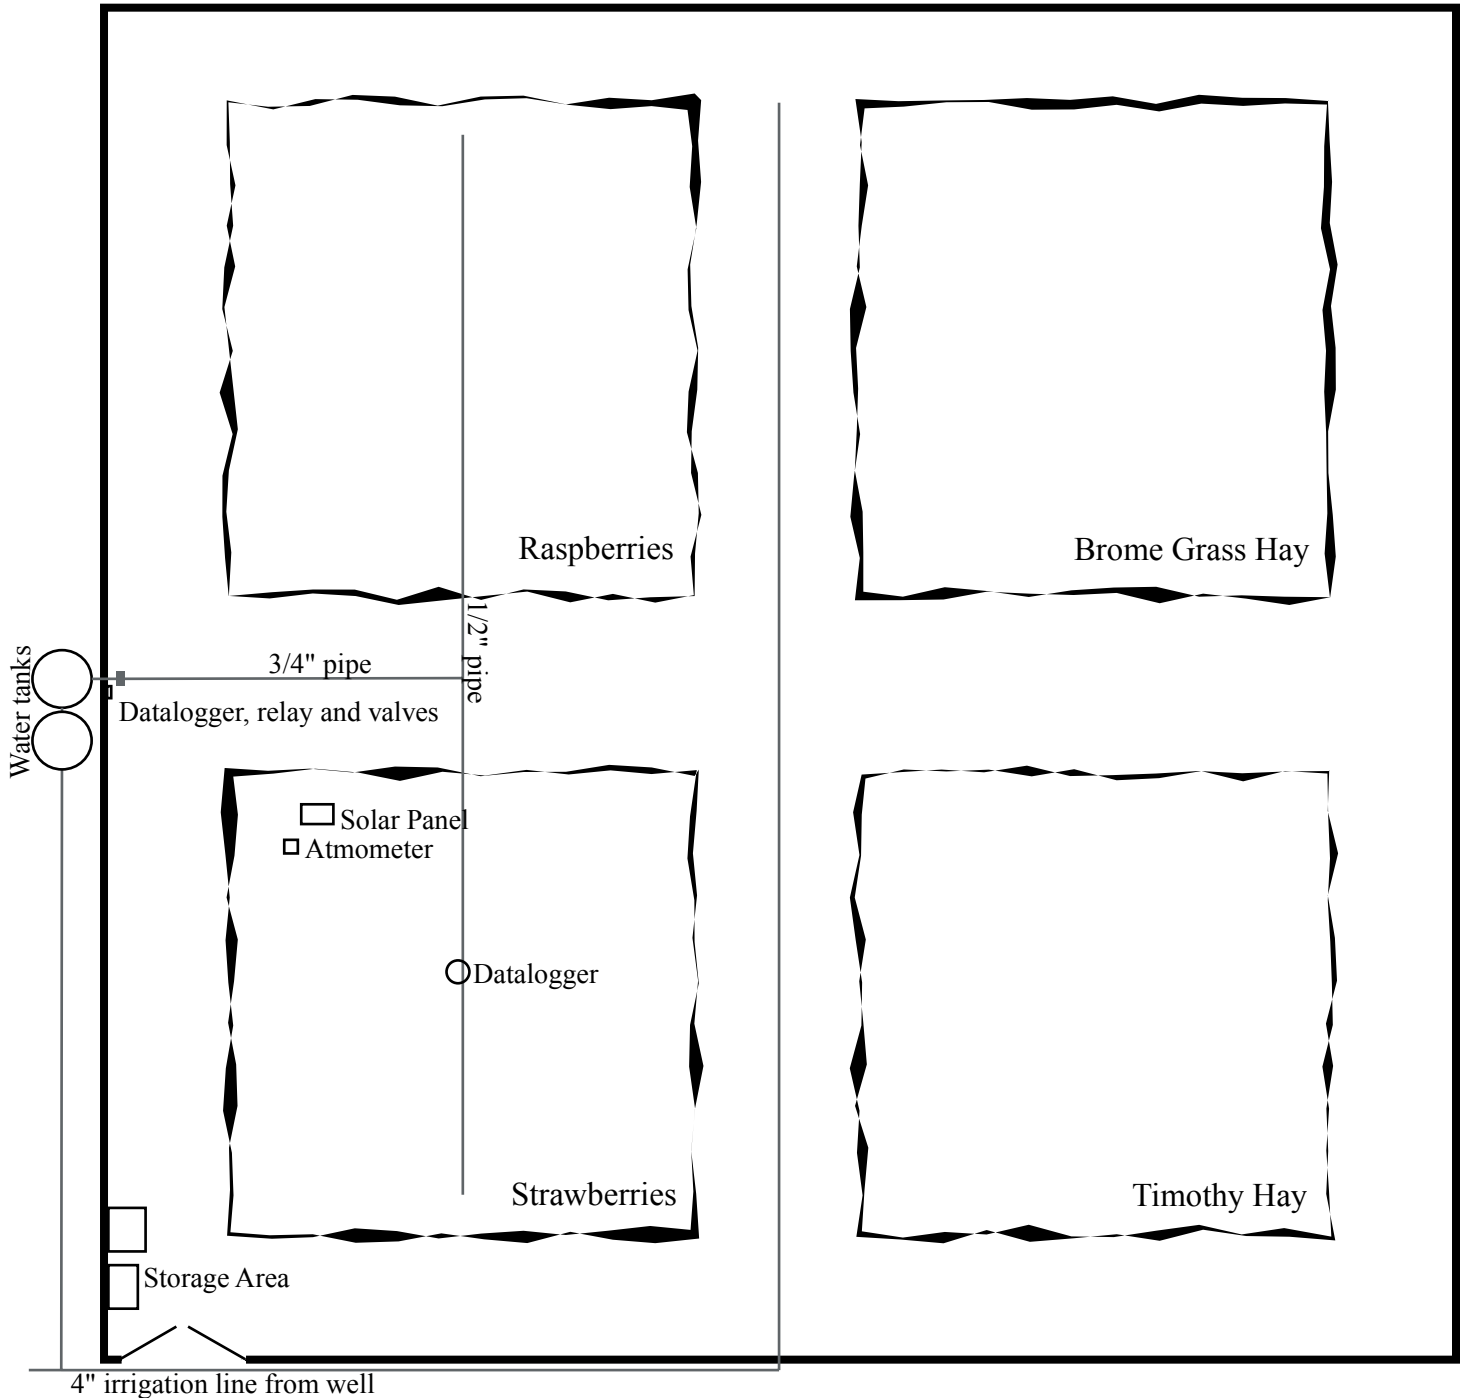 Raspberries
Brome Grass Hay
1/2" pipe
Water tanks
3/4" pipe
Datalogger, relay and valves
Solar Panel
Atmometer
Datalogger
Strawberries
Timothy Hay
Storage Area
4" irrigation line from well